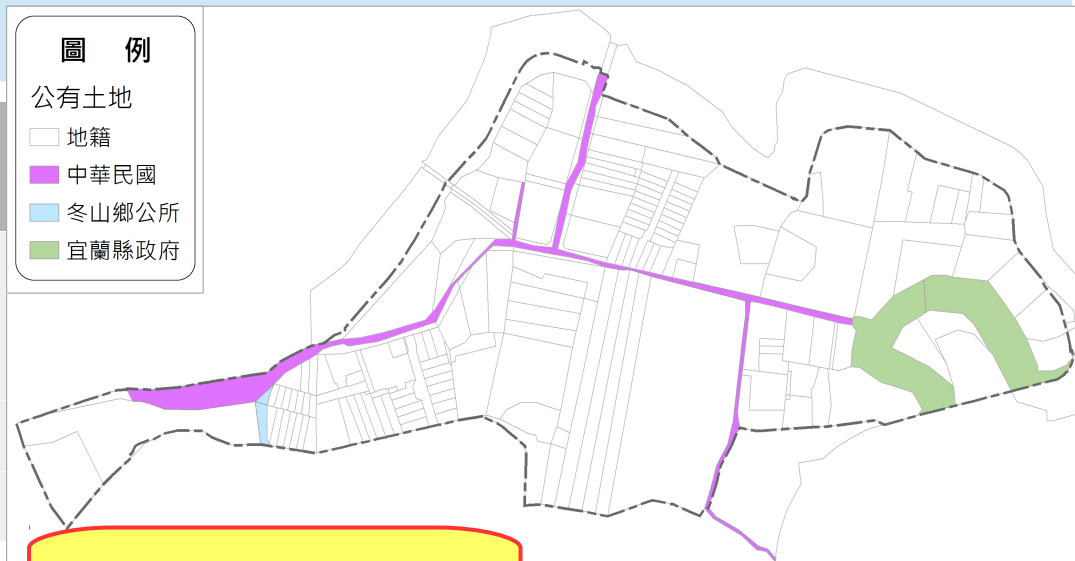 圖 例
公有土地
地籍
中華民國
冬山鄉公所
宜蘭縣政府